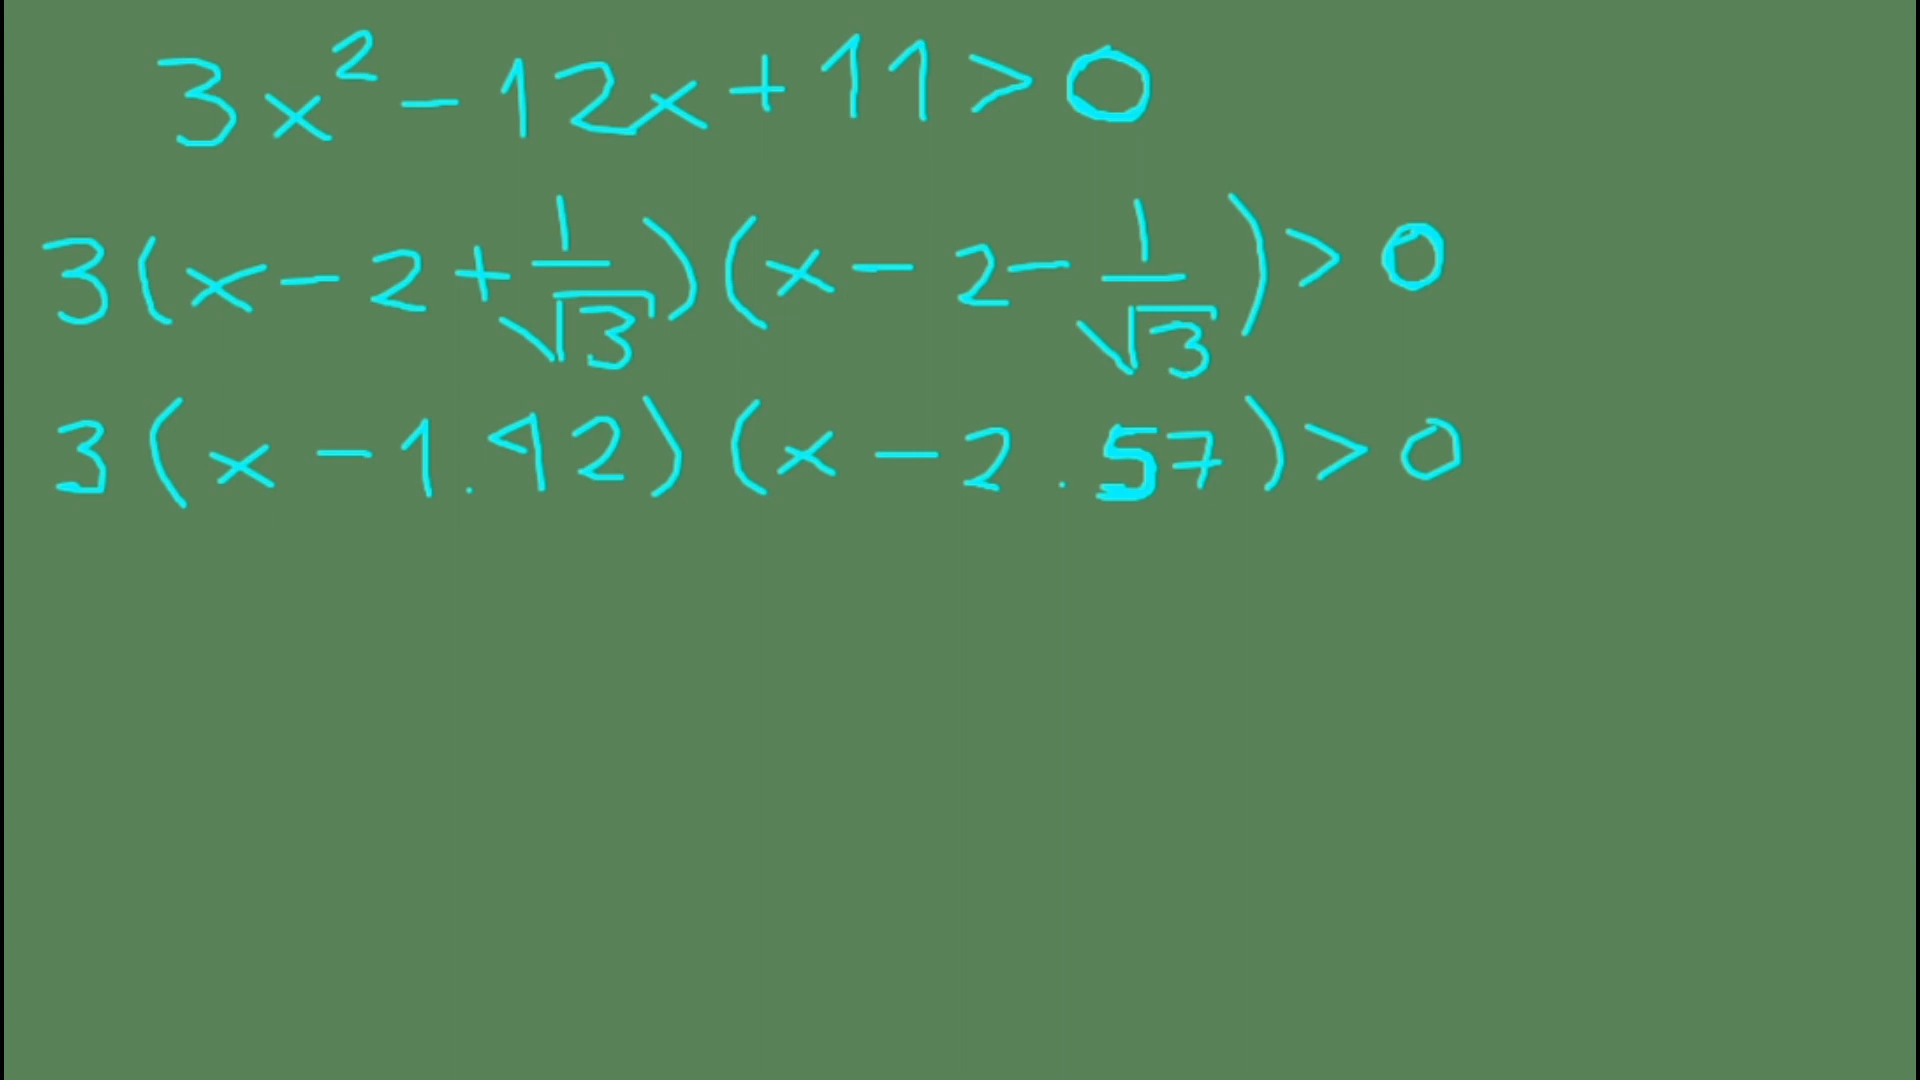 3x² - 12x + 11 > 0
3(x - 2 + 1/√3)(x - 2 - 1/√3) > 0
3(x - 1.42)(x - 2.57) > 0